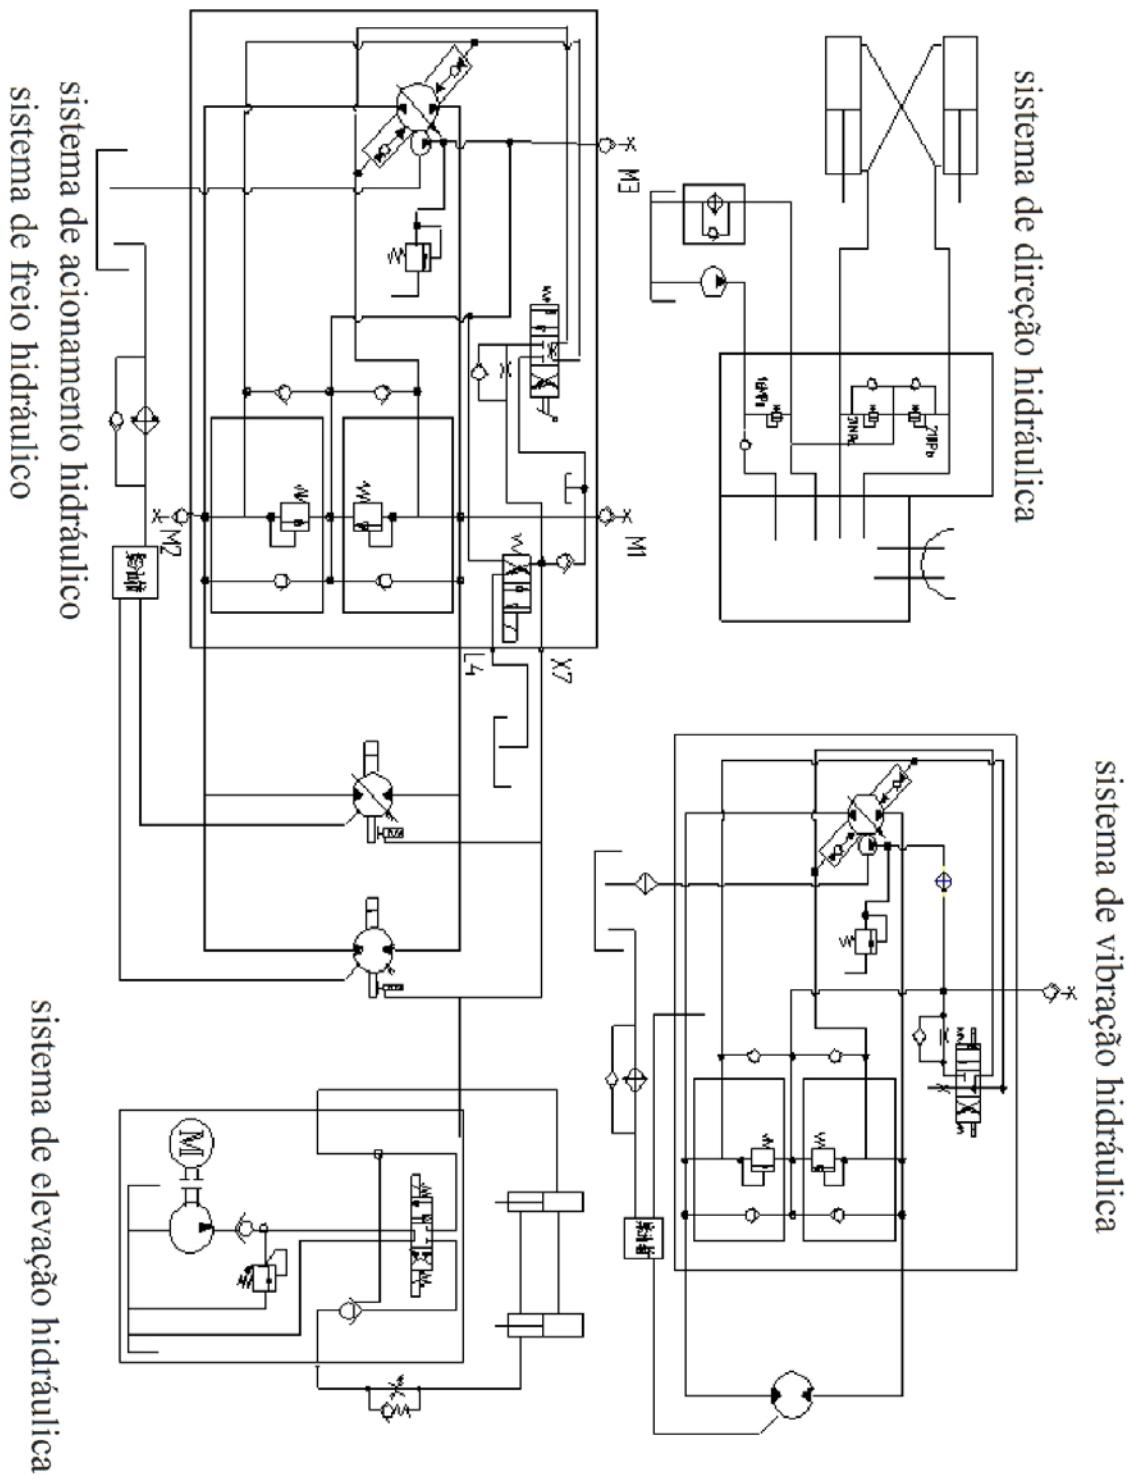 sistema de direção hidráulica
sistema de vibração hidráulica
M3
16MPa
M1
X7
L4
M2
sistema de acionamento hidráulico
sistema de freio hidráulico
M
sistema de elevação hidráulica